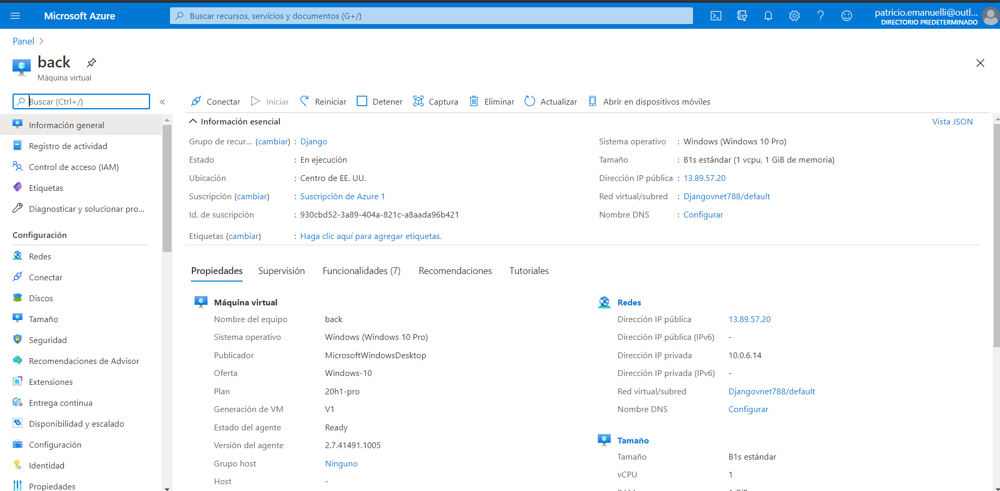 Microsoft Azure
Buscar recursos, servicios y documentos (G+/)
patricio.emanuelli@outl...
DIRECTORIO PREDETERMINADO
Panel
back
Máquina virtual
Buscar (Ctrl+/)
Información general
Registro de actividad
Control de acceso (IAM)
Etiquetas
Diagnosticar y solucionar pro...
Configuración
Redes
Conectar
Discos
Tamaño
Seguridad
Recomendaciones de Advisor
Extensiones
Entrega continua
Disponibilidad y escalado
Configuración
Identidad
Propiedades
Conectar Iniciar Reiniciar Detener Captura Eliminar Actualizar Abrir en dispositivos móviles
Información esencial
Vista JSON
Grupo de recur... (cambiar) : Django
Estado : En ejecución
Ubicación : Centro de EE. UU.
Suscripción (cambiar) : Suscripción de Azure 1
Id. de suscripción : 930cbd52-3a89-404a-821c-a8aada96b421
Etiquetas (cambiar) : Haga clic aquí para agregar etiquetas.
Sistema operativo : Windows (Windows 10 Pro)
Tamaño : B1s estándar (1 vcpu, 1 GiB de memoria)
Dirección IP pública : 13.89.57.20
Red virtual/subred : Djangovnet788/default
Nombre DNS : Configurar
Propiedades Supervisión Funcionalidades (7) Recomendaciones Tutoriales
Máquina virtual
Nombre del equipo back
Sistema operativo Windows (Windows 10 Pro)
Publicador MicrosoftWindowsDesktop
Oferta Windows-10
Plan 20h1-pro
Generación de VM V1
Estado del agente Ready
Versión del agente 2.7.41491.1005
Grupo host Ninguno
Host -
Redes
Dirección IP pública 13.89.57.20
Dirección IP pública (IPv6) -
Dirección IP privada 10.0.6.14
Dirección IP privada (IPv6) -
Red virtual/subred Djangovnet788/default
Nombre DNS Configurar
Tamaño
Tamaño B1s estándar
vCPU 1